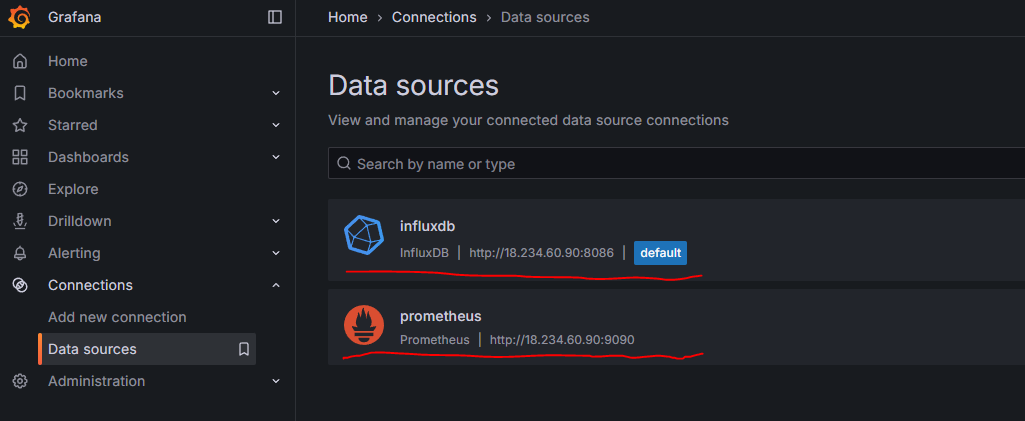 Grafana
Home › Connections › Data sources
Home
Bookmarks
Starred
Dashboards
Explore
Drilldown
Alerting
Connections
Add new connection
Data sources
Administration
Data sources
View and manage your connected data source connections
Search by name or type
influxdb
InfluxDB | http://18.234.60.90:8086 | default
prometheus
Prometheus | http://18.234.60.90:9090